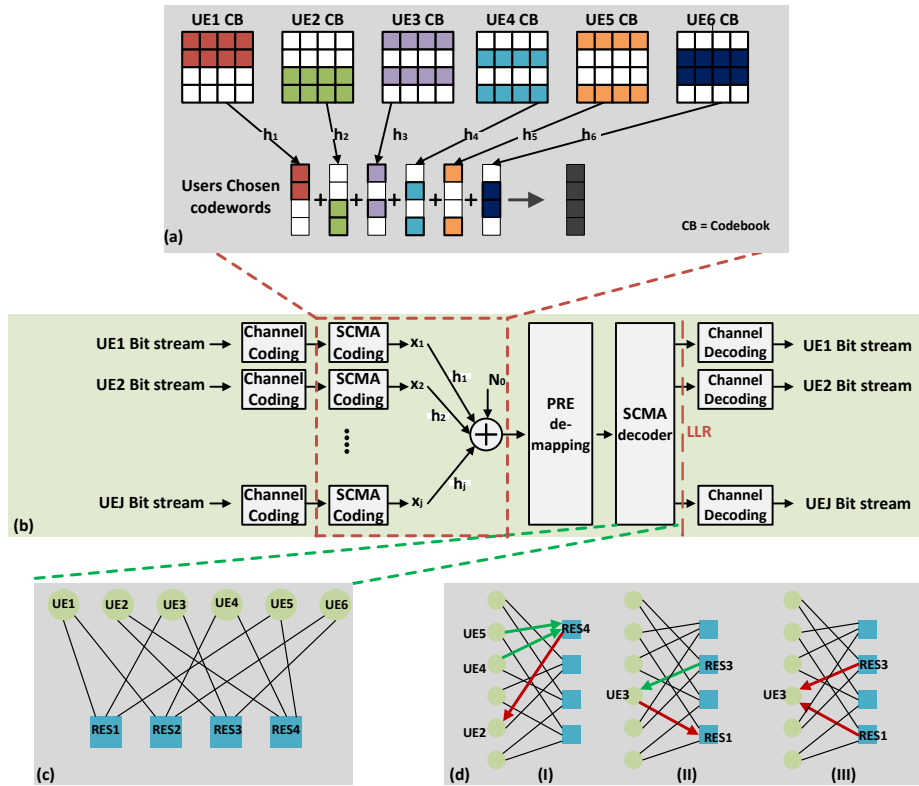 UE1 CB UE2 CB UE3 CB UE4 CB UE5 CB UE6 CB
h1 h2 h3 h4 h5 h6
Users Chosen
codewords
+ + + + +
CB = Codebook
(a)
UE1 Bit stream
Channel
Coding
SCMA
Coding
x1
h1
UE2 Bit stream
Channel
Coding
SCMA
Coding
x2
h2
N0
UEJ Bit stream
Channel
Coding
SCMA
Coding
xj
hj
PRE
de-
mapping
SCMA
decoder
LLR
Channel
Decoding
UE1 Bit stream
Channel
Decoding
UE2 Bit stream
Channel
Decoding
UEJ Bit stream
(b)
UE1 UE2 UE3 UE4 UE5 UE6
RES1 RES2 RES3 RES4
(c)
UE5
UE4
UE2
RES4
(I)
UE3
RES3
RES1
(II)
UE3
RES3
RES1
(III)
(d)